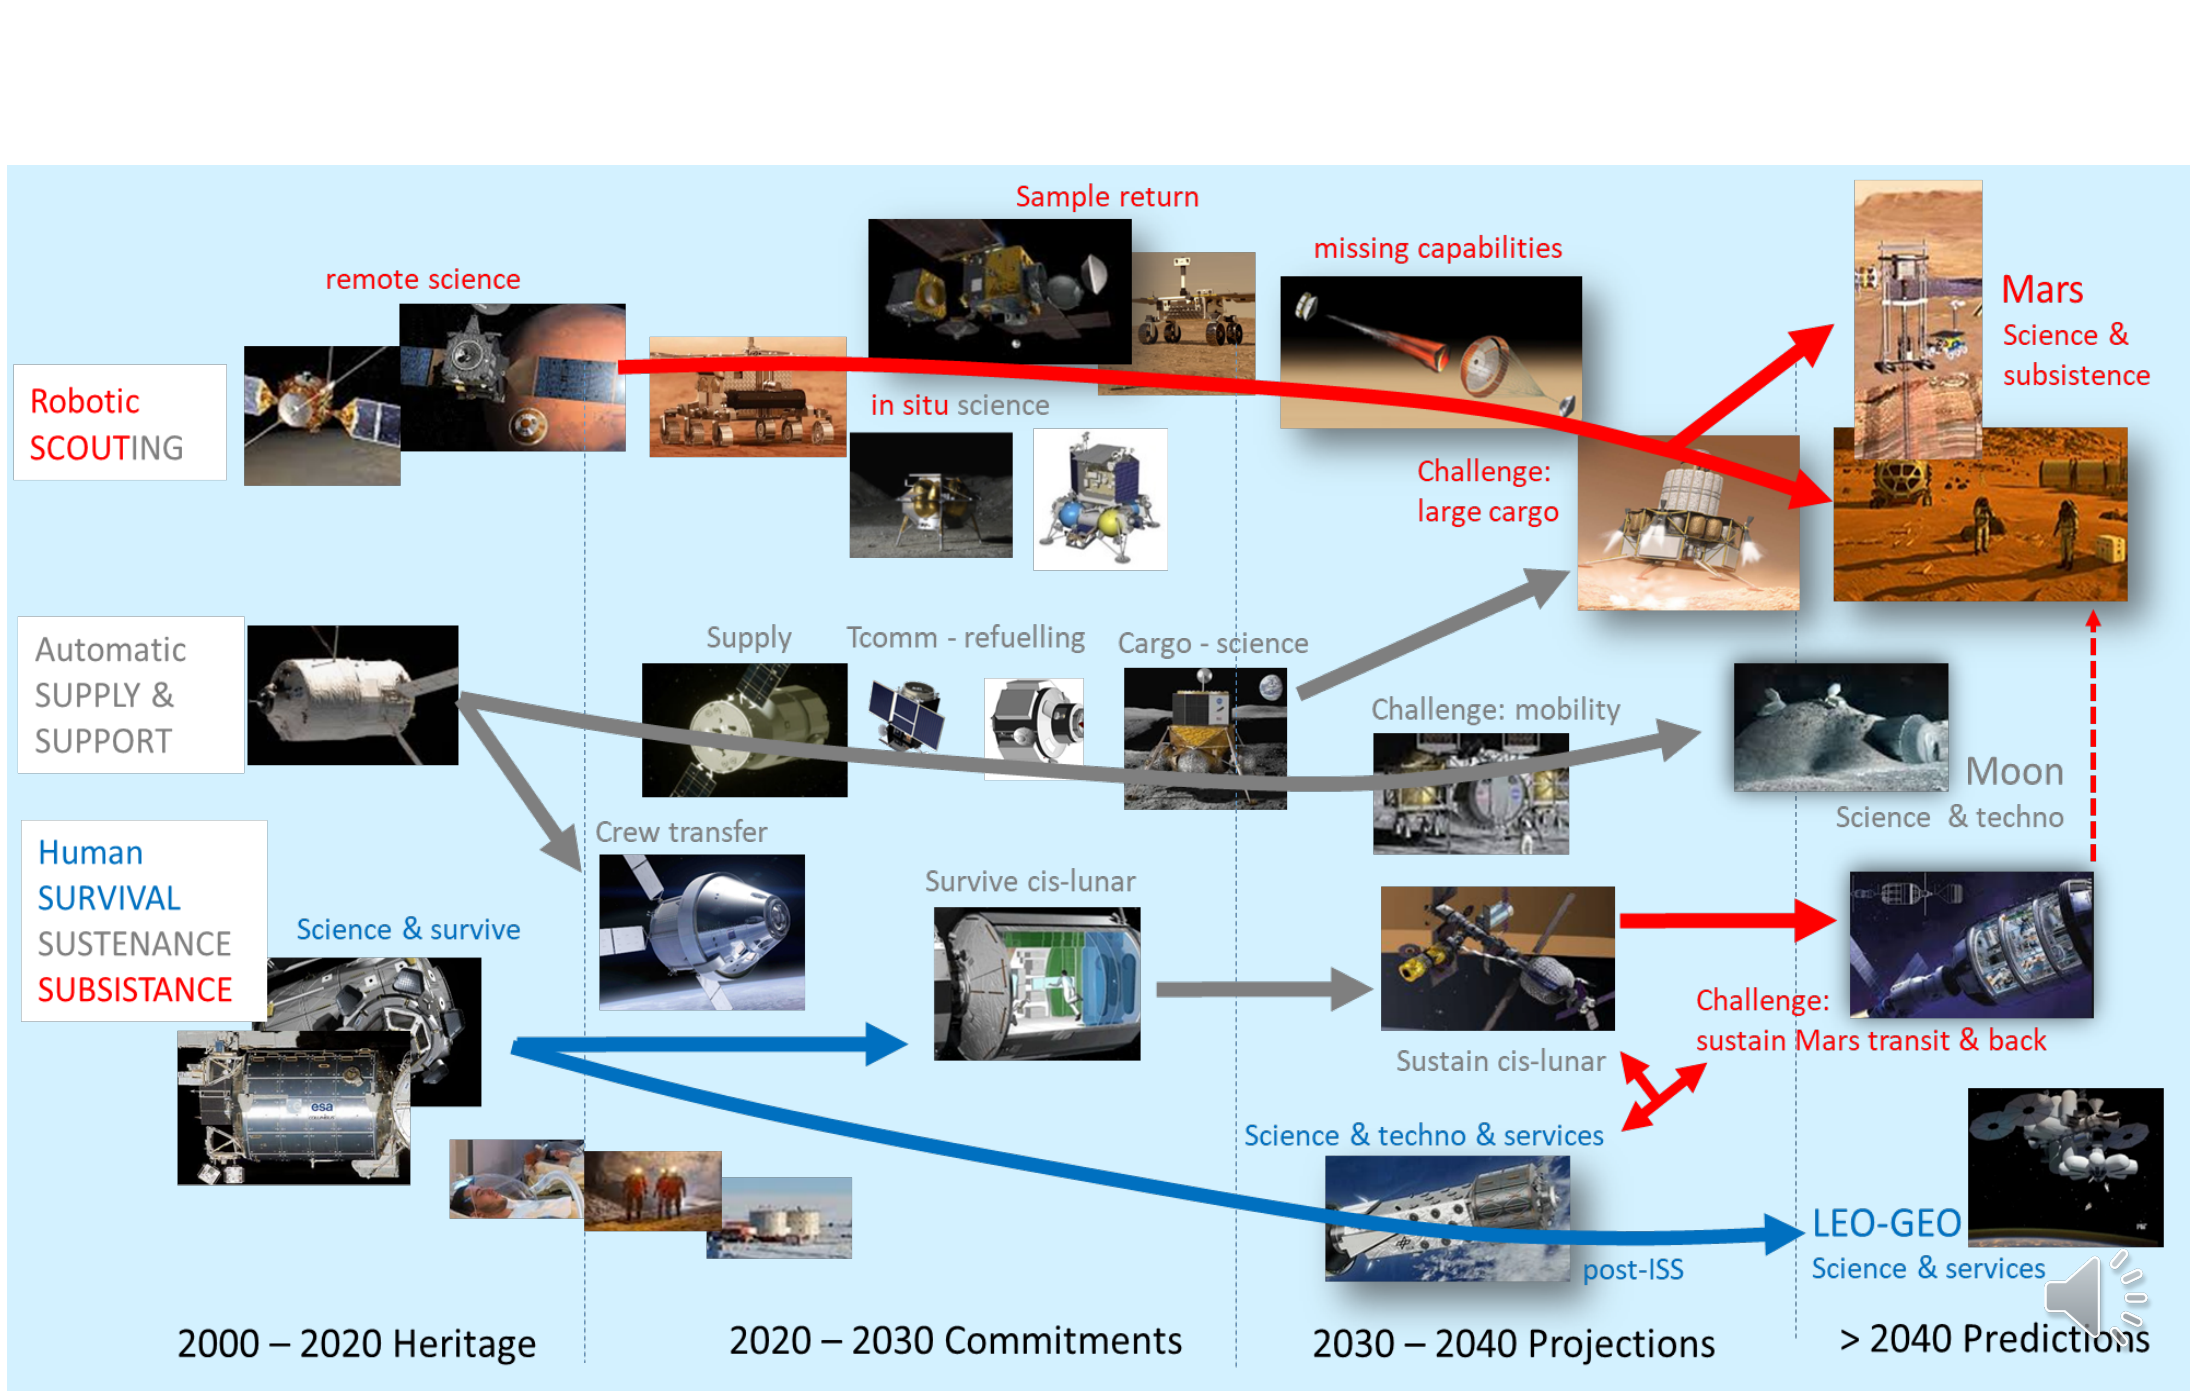 Sample return
missing capabilities
remote science
Mars
Science &
subsistence
Robotic
SCOUTING
in situ science
Challenge:
large cargo
Automatic
SUPPLY &
SUPPORT
Supply
Tcomm - refuelling
Cargo - science
Challenge: mobility
Moon
Science & techno
Crew transfer
Human
SURVIVAL
SUSTENANCE
SUBSISTANCE
Science & survive
Survive cis-lunar
Challenge:
sustain Mars transit & back
Sustain cis-lunar
esa
Science & techno & services
LEO-GEO
Science & services
post-ISS
2000 – 2020 Heritage
2020 – 2030 Commitments
2030 – 2040 Projections
> 2040 Predictions